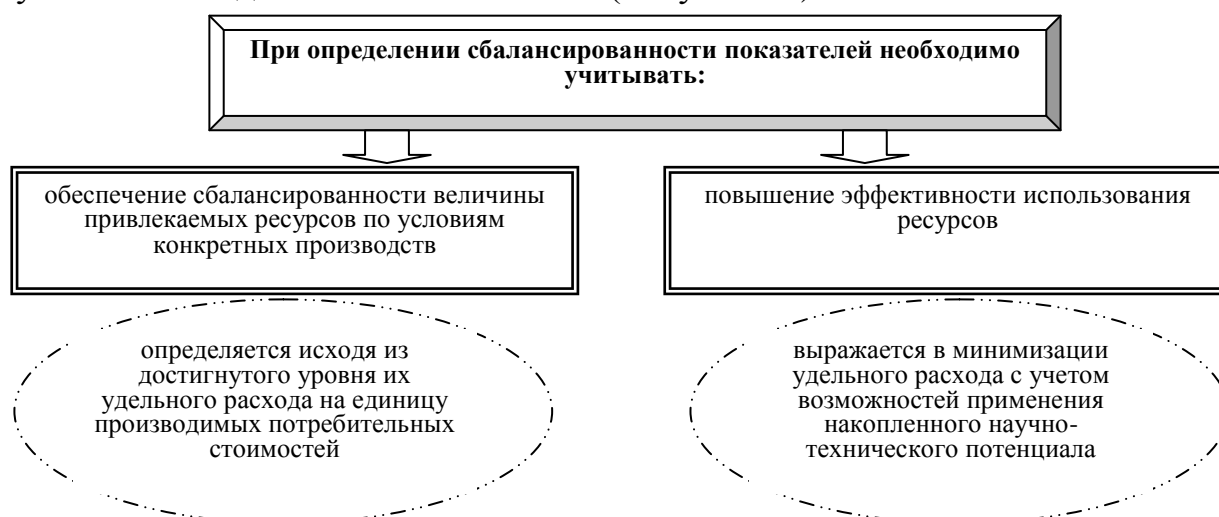 При определении сбалансированности показателей необходимо
учитывать:
обеспечение сбалансированности величины
привлекаемых ресурсов по условиям
конкретных производств
повышение эффективности использования
ресурсов
определяется исходя из
достигнутого уровня их
удельного расхода на единицу
производимых потребительных
стоимостей
выражается в минимизации
удельного расхода с учетом
возможностей применения
накопленного научно-
технического потенциала